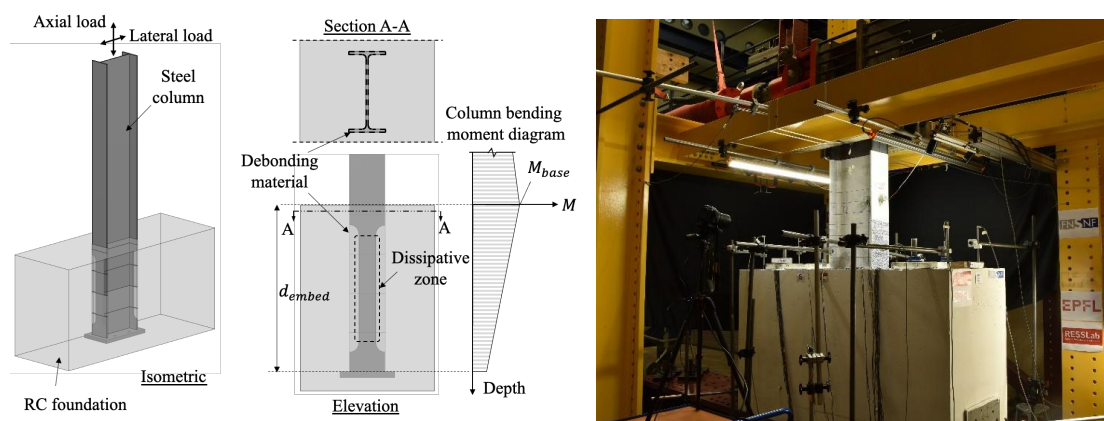 Axial load
Lateral load
Steel
column
RC foundation
Isometric
Section A-A
Debonding
material
A
A
Dissipative
zone
d_embed
Elevation
Column bending
moment diagram
M_base
M
Depth
FNSNF
EPFL
RESSLab